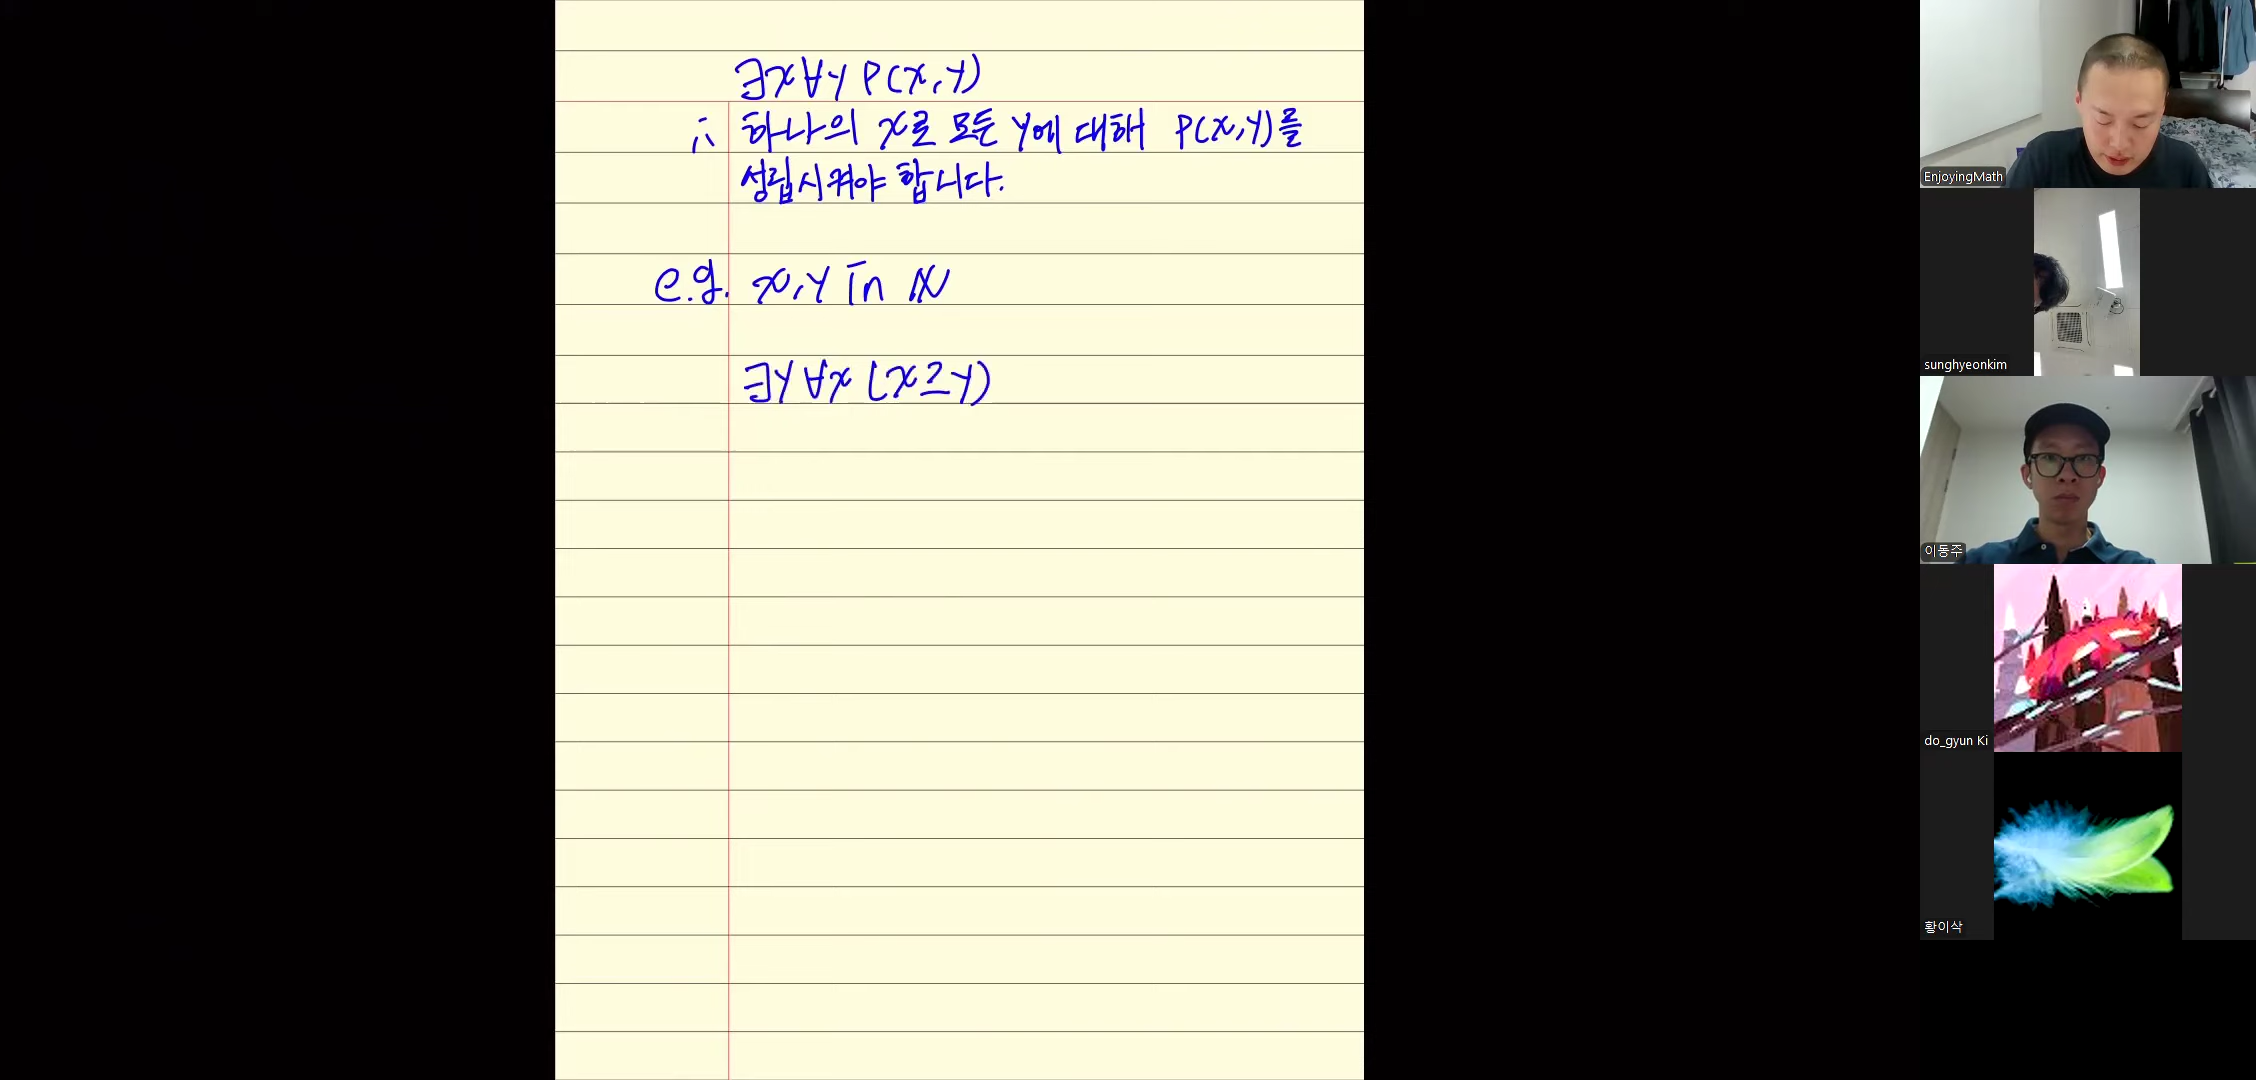 ∃x∀y P(x,y)
∴ 하나의 x로 모든 y에 대해 P(x,y)를
성립시켜야 합니다.
e.g. x,y in ℕ
∃y∀x (x≥y)
EnjoyingMath
sunghyeonkim
이동주
do_gyun Ki
황이삭